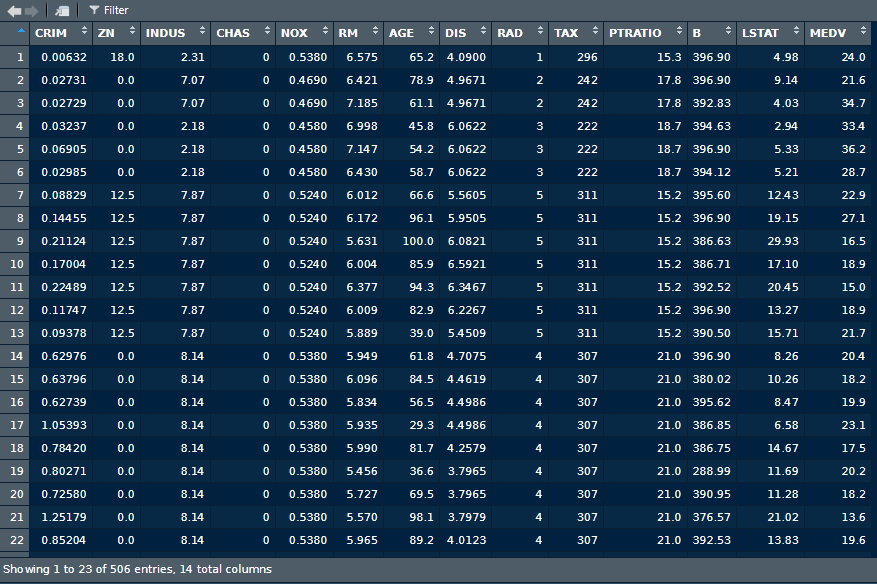 Filter
CRIM ZN INDUS CHAS NOX RM AGE DIS RAD TAX PTRATIO B LSTAT MEDV
1 0.00632 18.0 2.31 0 0.5380 6.575 65.2 4.0900 1 296 15.3 396.90 4.98 24.0
2 0.02731 0.0 7.07 0 0.4690 6.421 78.9 4.9671 2 242 17.8 396.90 9.14 21.6
3 0.02729 0.0 7.07 0 0.4690 7.185 61.1 4.9671 2 242 17.8 392.83 4.03 34.7
4 0.03237 0.0 2.18 0 0.4580 6.998 45.8 6.0622 3 222 18.7 394.63 2.94 33.4
5 0.06905 0.0 2.18 0 0.4580 7.147 54.2 6.0622 3 222 18.7 396.90 5.33 36.2
6 0.02985 0.0 2.18 0 0.4580 6.430 58.7 6.0622 3 222 18.7 394.12 5.21 28.7
7 0.08829 12.5 7.87 0 0.5240 6.012 66.6 5.5605 5 311 15.2 395.60 12.43 22.9
8 0.14455 12.5 7.87 0 0.5240 6.172 96.1 5.9505 5 311 15.2 396.90 19.15 27.1
9 0.21124 12.5 7.87 0 0.5240 5.631 100.0 6.0821 5 311 15.2 386.63 29.93 16.5
10 0.17004 12.5 7.87 0 0.5240 6.004 85.9 6.5921 5 311 15.2 386.71 17.10 18.9
11 0.22489 12.5 7.87 0 0.5240 6.377 94.3 6.3467 5 311 15.2 392.52 20.45 15.0
12 0.11747 12.5 7.87 0 0.5240 6.009 82.9 6.2267 5 311 15.2 396.90 13.27 18.9
13 0.09378 12.5 7.87 0 0.5240 5.889 39.0 5.4509 5 311 15.2 390.50 15.71 21.7
14 0.62976 0.0 8.14 0 0.5380 5.949 61.8 4.7075 4 307 21.0 396.90 8.26 20.4
15 0.63796 0.0 8.14 0 0.5380 6.096 84.5 4.4619 4 307 21.0 380.02 10.26 18.2
16 0.62739 0.0 8.14 0 0.5380 5.834 56.5 4.4986 4 307 21.0 395.62 8.47 19.9
17 1.05393 0.0 8.14 0 0.5380 5.935 29.3 4.4986 4 307 21.0 386.85 6.58 23.1
18 0.78420 0.0 8.14 0 0.5380 5.990 81.7 4.2579 4 307 21.0 386.75 14.67 17.5
19 0.80271 0.0 8.14 0 0.5380 5.456 36.6 3.7965 4 307 21.0 288.99 11.69 20.2
20 0.72580 0.0 8.14 0 0.5380 5.727 69.5 3.7965 4 307 21.0 390.95 11.28 18.2
21 1.25179 0.0 8.14 0 0.5380 5.570 98.1 3.7979 4 307 21.0 376.57 21.02 13.6
22 0.85204 0.0 8.14 0 0.5380 5.965 89.2 4.0123 4 307 21.0 392.53 13.83 19.6
Showing 1 to 23 of 506 entries, 14 total columns